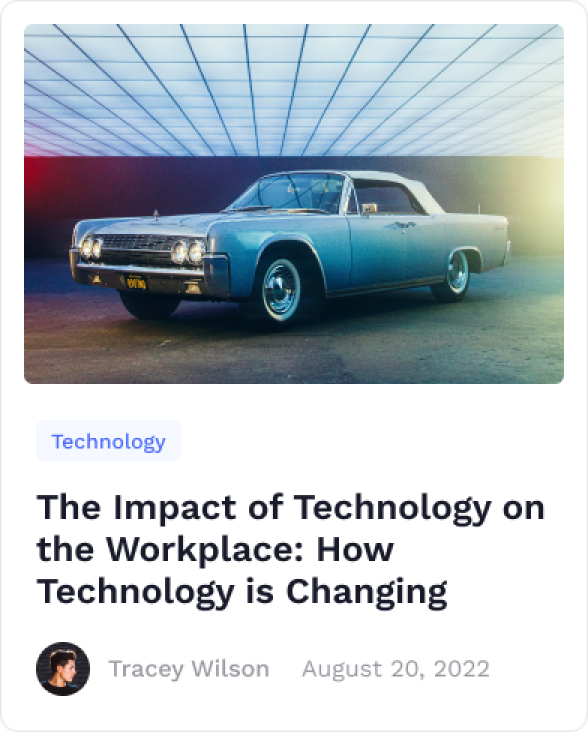 Technology
The Impact of Technology on
the Workplace: How
Technology is Changing
Tracey Wilson August 20, 2022